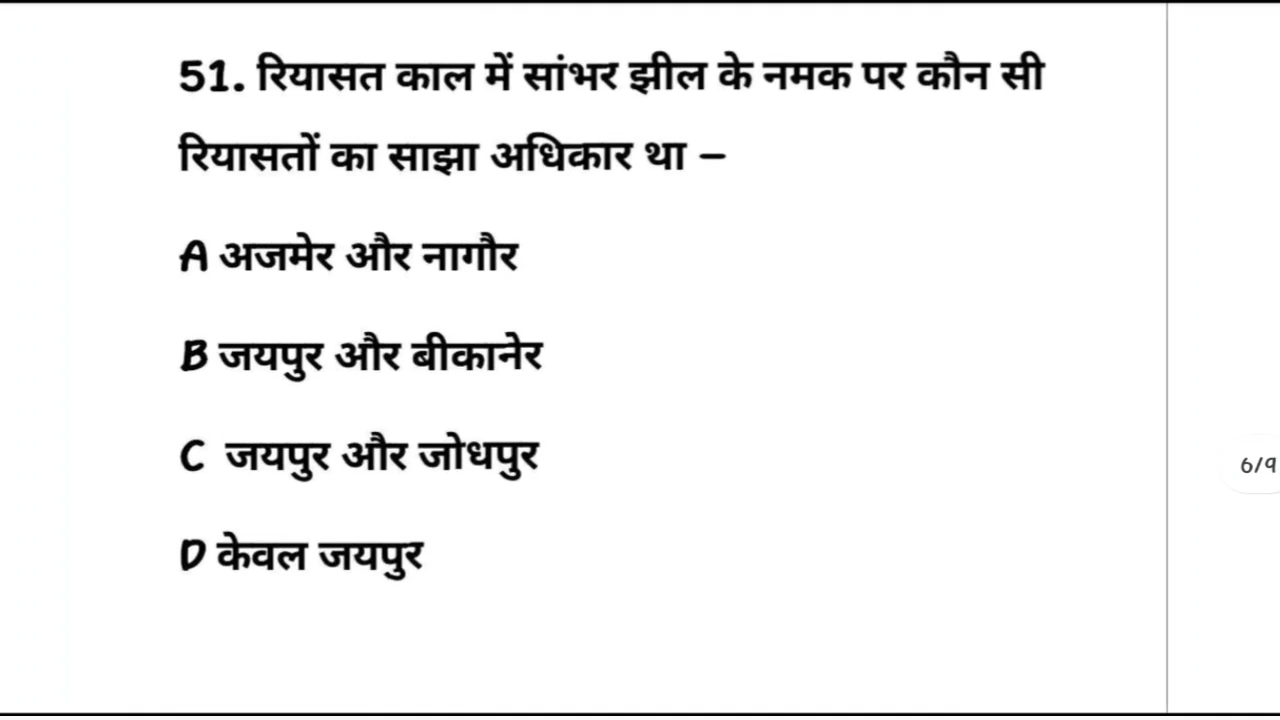 51. रियासत काल में सांभर झील के नमक पर कौन सी
रियासतों का साझा अधिकार था –
A अजमेर और नागौर
B जयपुर और बीकानेर
C जयपुर और जोधपुर
D केवल जयपुर
6/9